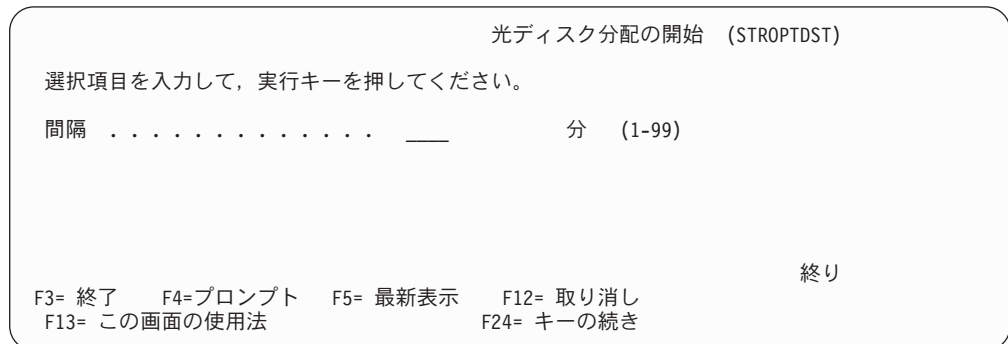 光ディスク分配の開始 (STROPTDST)
選択項目を入力して，実行キーを押してください。
間隔 . . . . . . . . . . . . . ____ 分 (1-99)
終り
F3= 終了 F4=プロンプト F5= 最新表示 F12= 取り消し
F13= この画面の使用法 F24= キーの続き